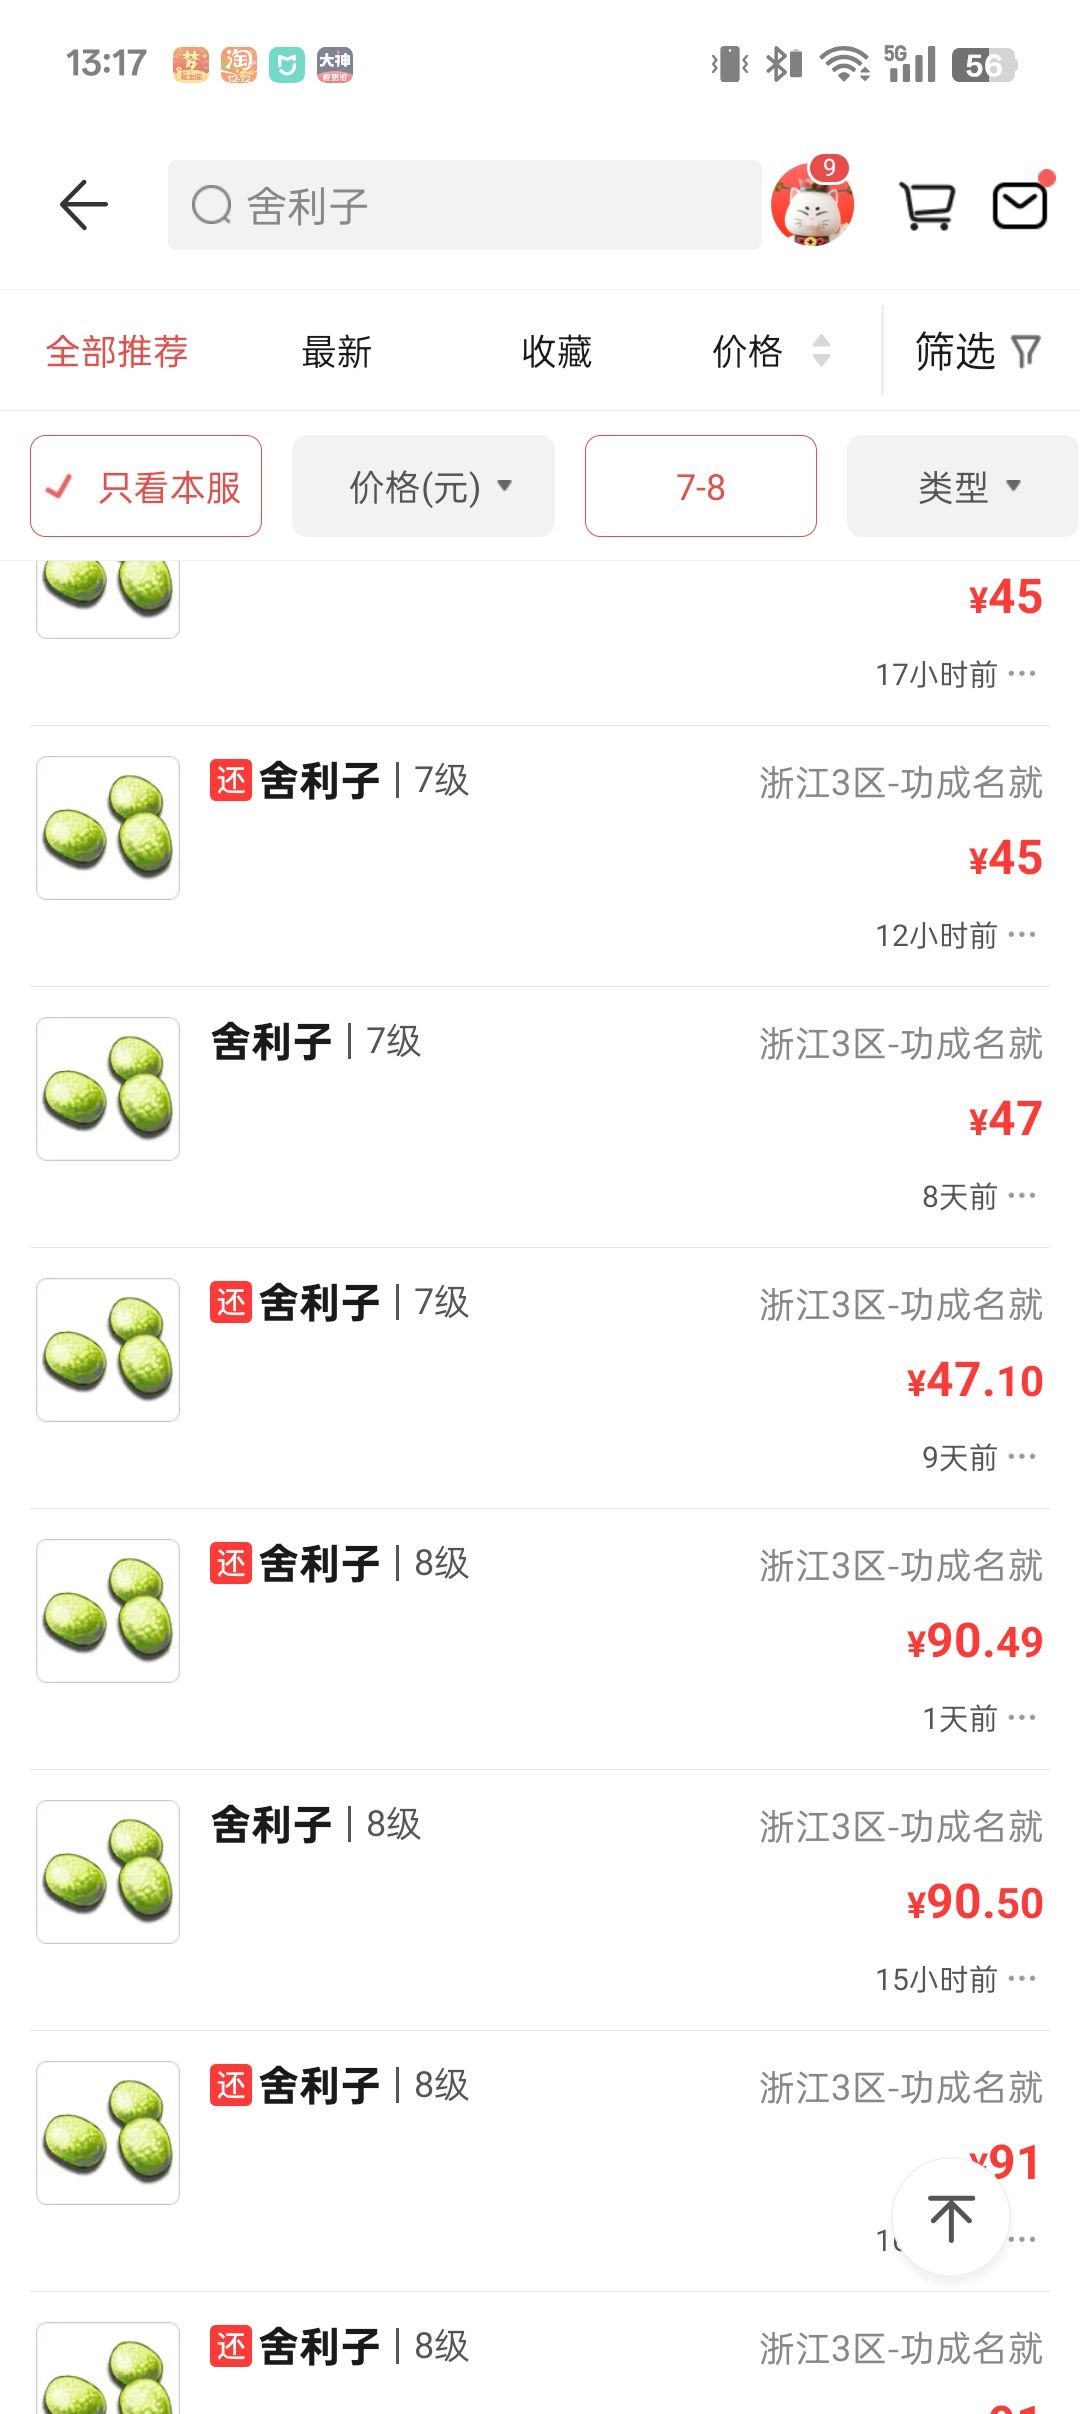 13:17
梦
淘
12.12
大神
5G
56
舍利子
9
全部推荐
最新
收藏
价格
筛选
只看本服
价格(元)
7-8
类型
¥45
17小时前 ···
还 舍利子 | 7级
浙江3区-功成名就
¥45
12小时前 ···
舍利子 | 7级
浙江3区-功成名就
¥47
8天前 ···
还 舍利子 | 7级
浙江3区-功成名就
¥47.10
9天前 ···
还 舍利子 | 8级
浙江3区-功成名就
¥90.49
1天前 ···
舍利子 | 8级
浙江3区-功成名就
¥90.50
15小时前 ···
还 舍利子 | 8级
浙江3区-功成名就
¥91
还 舍利子 | 8级
浙江3区-功成名就